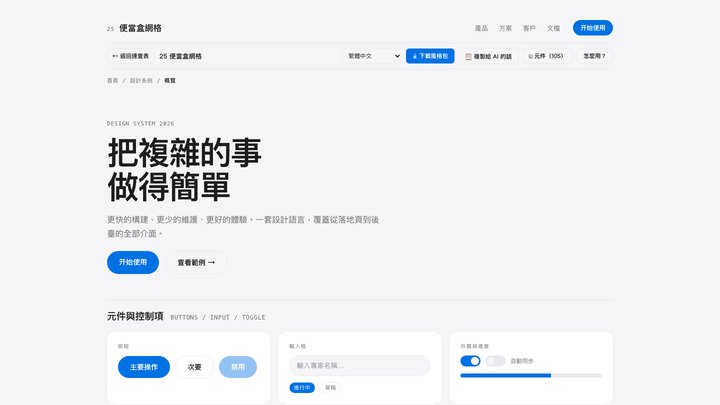 25 便當盒網格
產品 方案 客戶 文檔 开始使用
← 返回速查表 25 便當盒網格 繁體中文 下載風格包 複製給 AI 的話 元件（105） 怎麼用？
首頁 / 設計系統 / 概覽
DESIGN SYSTEM 2026
把複雜的事
做得簡單
更快的構建、更少的維護、更好的體驗。一套設計語言，覆蓋從落地頁到後
臺的全部介面。
开始使用 查看範例 →
元件與控制項 BUTTONS / INPUT / TOGGLE
按鈕
主要操作 次要 禁用
輸入框
輸入專案名稱…
進行中 草稿
開關與進度
自動同步